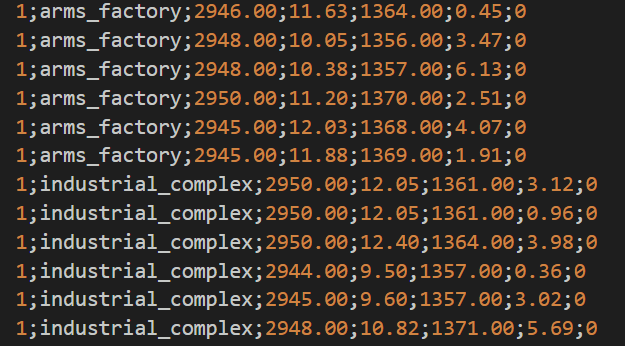 1;arms_factory;2946.00;11.63;1364.00;0.45;0
1;arms_factory;2948.00;10.05;1356.00;3.47;0
1;arms_factory;2948.00;10.38;1357.00;6.13;0
1;arms_factory;2950.00;11.20;1370.00;2.51;0
1;arms_factory;2945.00;12.03;1368.00;4.07;0
1;arms_factory;2945.00;11.88;1369.00;1.91;0
1;industrial_complex;2950.00;12.05;1361.00;3.12;0
1;industrial_complex;2950.00;12.05;1361.00;0.96;0
1;industrial_complex;2950.00;12.40;1364.00;3.98;0
1;industrial_complex;2944.00;9.50;1357.00;0.36;0
1;industrial_complex;2945.00;9.60;1357.00;3.02;0
1;industrial_complex;2948.00;10.82;1371.00;5.69;0